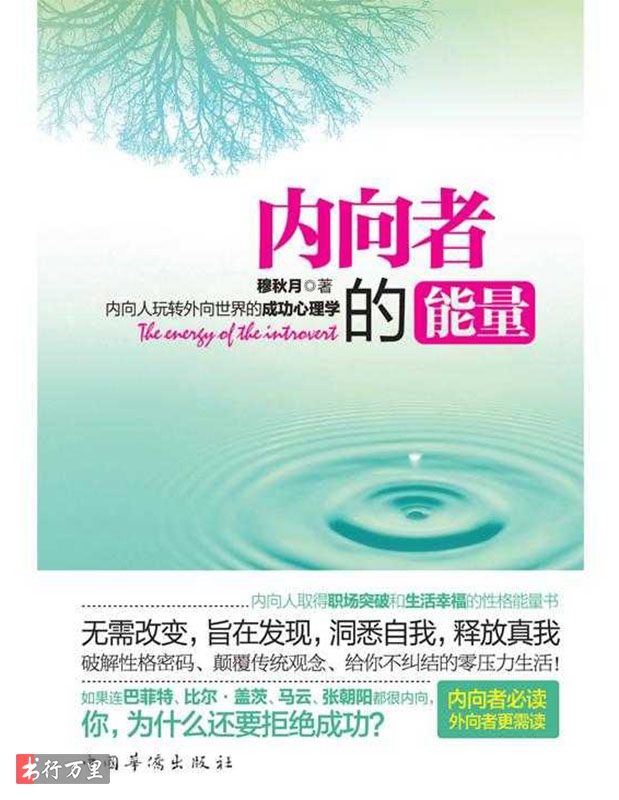 内向者
穆秋月◎著
内向人玩转外向世界的成功心理学
The energy of the introvert
的能量
内向人取得职场突破和生活幸福的性格能量书
无需改变，旨在发现，洞悉自我，释放真我
破解性格密码、颠覆传统观念、给你不纠结的零压力生活！
如果连巴菲特、比尔·盖茨、马云、张朝阳都很内向，
你，为什么还要拒绝成功？
内向者必读
外向者更需读
中国华侨出版社
书行万里